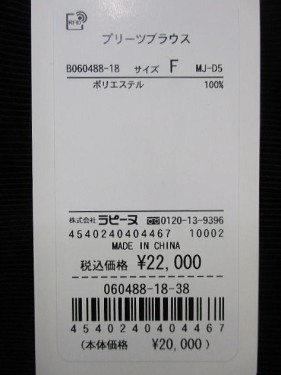 RFID
プリーツブラウス
B060488-18 サイズ F MJ-D5
ポリエステル 100%
株式会社 ラピーヌ 0120-13-9396
4540240404467 10002
MADE IN CHINA
税込価格 ¥22,000
060488-18-38
4540240404467
(本体価格 ¥20,000)